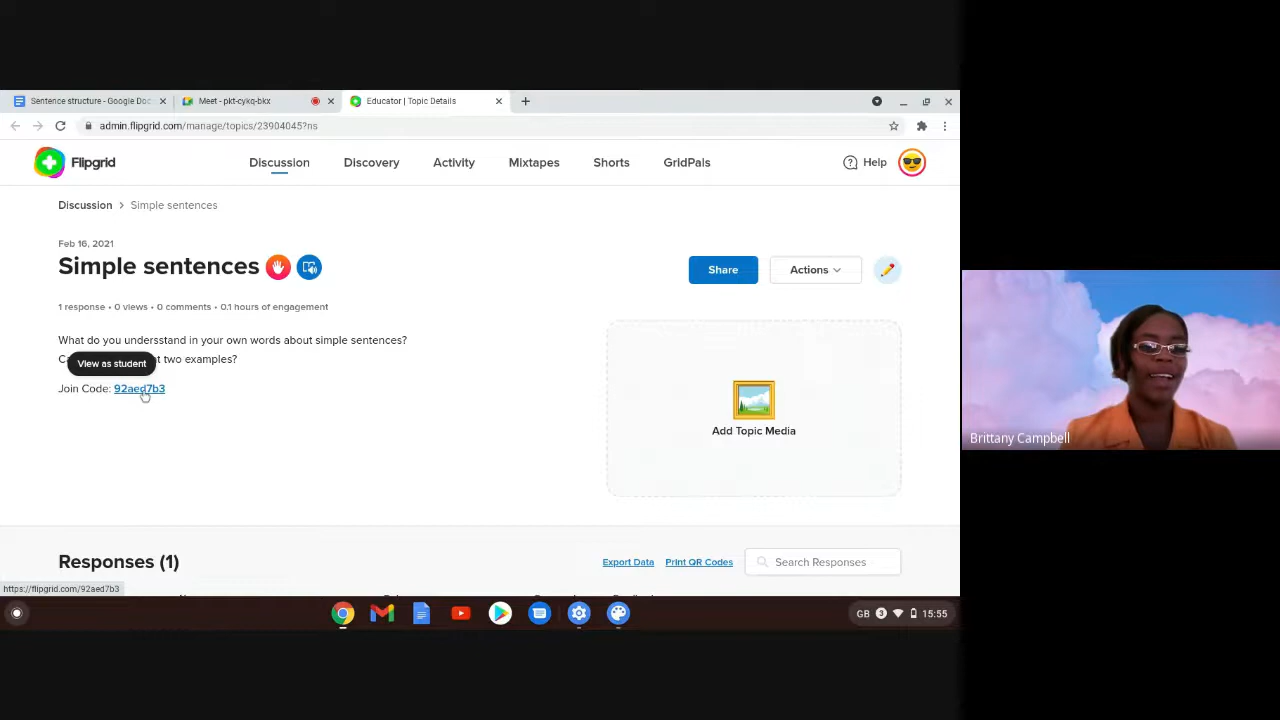 Sentence structure - Google Doc
Meet - pkt-cykq-bkx
Educator | Topic Details
admin.flipgrid.com/manage/topics/23904045?ns
Flipgrid
Discussion
Discovery
Activity
Mixtapes
Shorts
GridPals
Help
Discussion > Simple sentences
Feb 16, 2021
Simple sentences
Share
Actions
1 response • 0 views • 0 comments • 0.1 hours of engagement
What do you undersstand in your own words about simple sentences?
two examples?
View as student
Join Code: 92aed7b3
Add Topic Media
Brittany Campbell
Responses (1)
Export Data
Print QR Codes
Search Responses
https://flipgrid.com/92aed7b3
GB 3 15:55